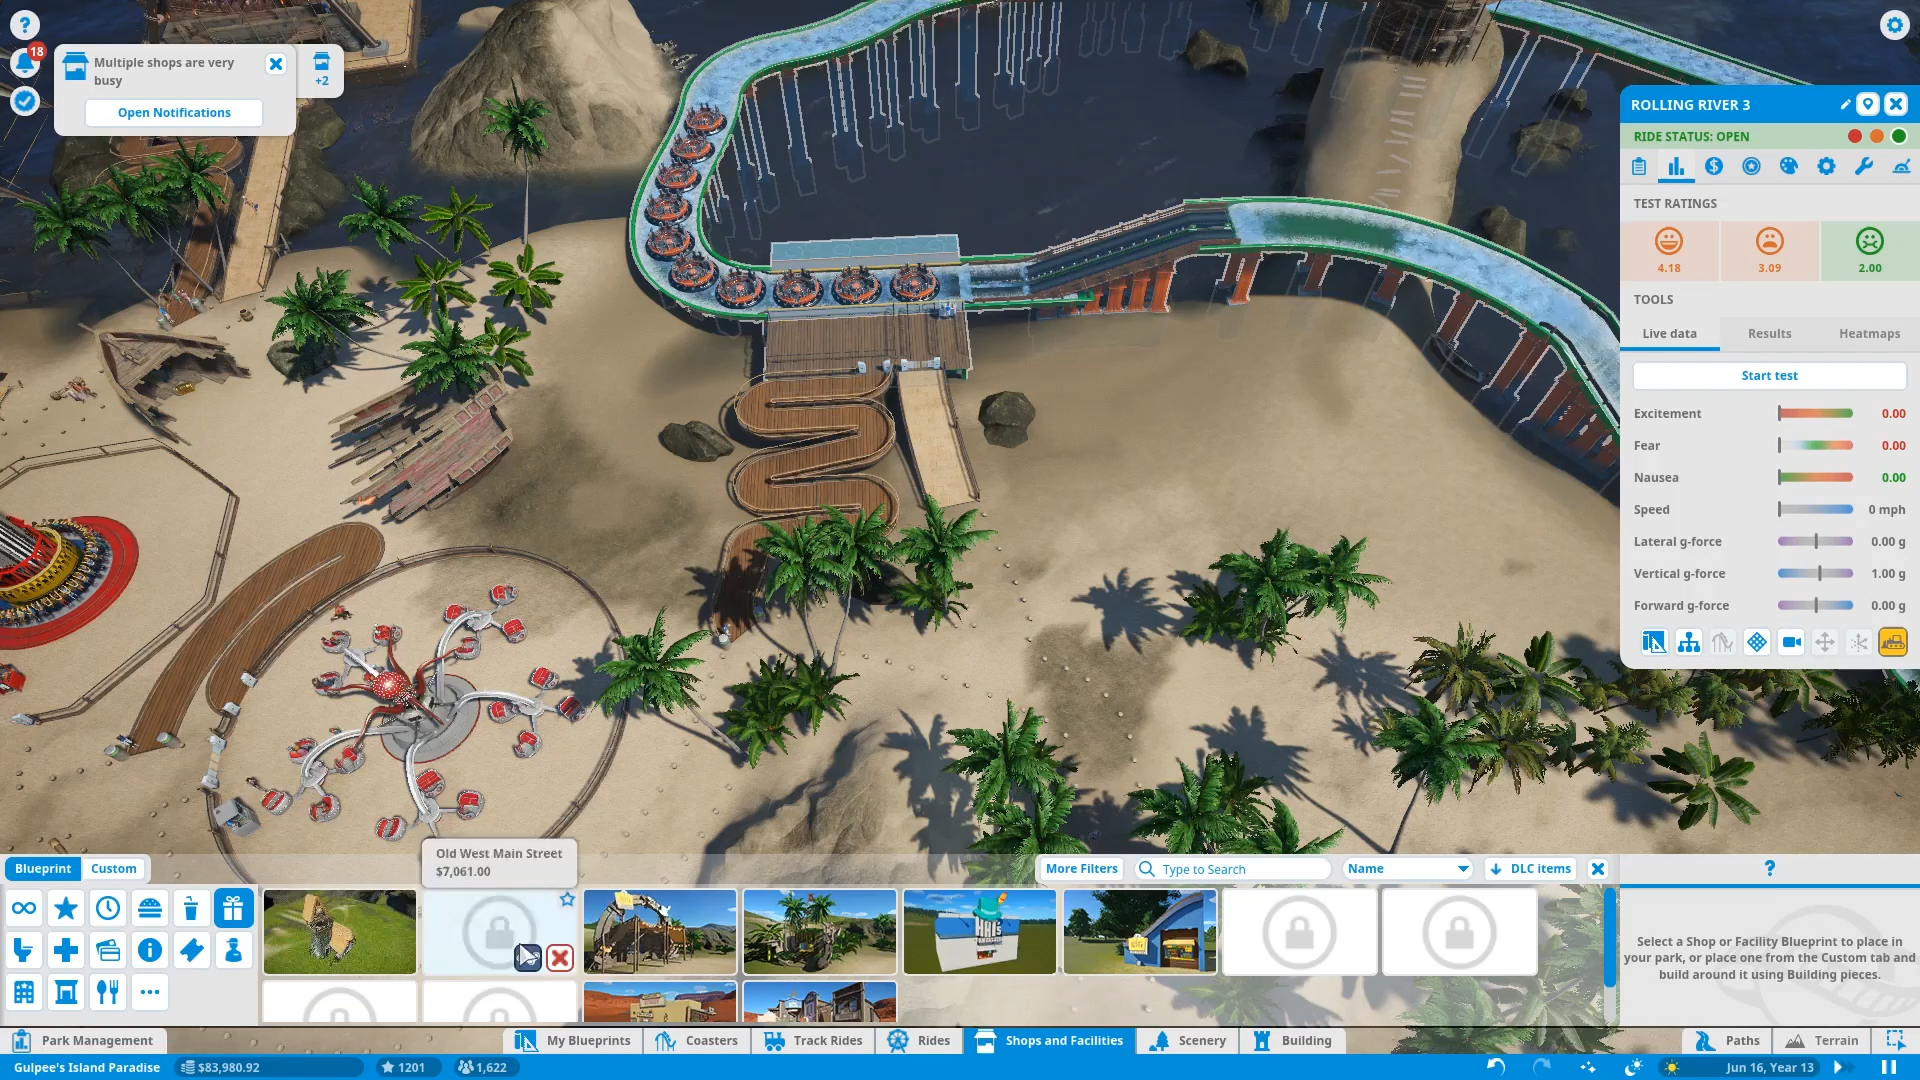 18
Multiple shops are very
busy
+2
Open Notifications
ROLLING RIVER 3
RIDE STATUS: OPEN
TEST RATINGS
4.18
3.09
2.00
TOOLS
Live data
Results
Heatmaps
Start test
Excitement 0.00
Fear 0.00
Nausea 0.00
Speed 0 mph
Lateral g-force 0.00 g
Vertical g-force 1.00 g
Forward g-force 0.00 g
Old West Main Street
$7,061.00
Blueprint
Custom
More Filters
Type to Search
Name
DLC items
Select a Shop or Facility Blueprint to place in
your park, or place one from the Custom tab and
build around it using Building pieces.
Park Management
My Blueprints
Coasters
Track Rides
Rides
Shops and Facilities
Scenery
Building
Paths
Terrain
Gulpee's Island Paradise
$83,980.92
1201
1,622
Jun 16, Year 13